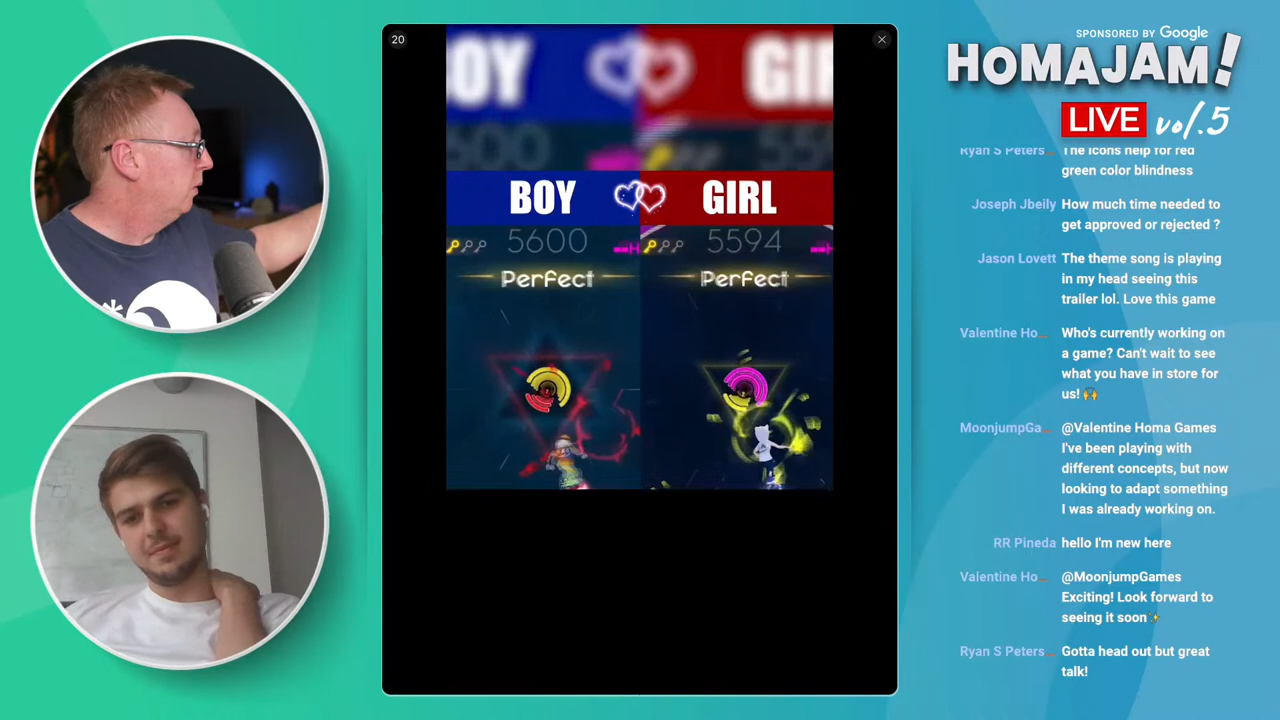 20
OY GIR
600 559
BOY GIRL
5600 5594
Perfect Perfect
SPONSORED BY Google
HOMAJAM!
LIVE vol.5
Ryan S Peters... The icons help for red
green color blindness
Joseph Jbeily How much time needed to
get approved or rejected ?
Jason Lovett The theme song is playing
in my head seeing this
trailer lol. Love this game
Valentine Ho... Who's currently working on
a game? Can't wait to see
what you have in store for
us! 🙌
MoonjumpGa... @Valentine Homa Games
I've been playing with
different concepts, but now
looking to adapt something
I was already working on.
RR Pineda hello I'm new here
Valentine Ho... @MoonjumpGames
Exciting! Look forward to
seeing it soon✨
Ryan S Peters... Gotta head out but great
talk!